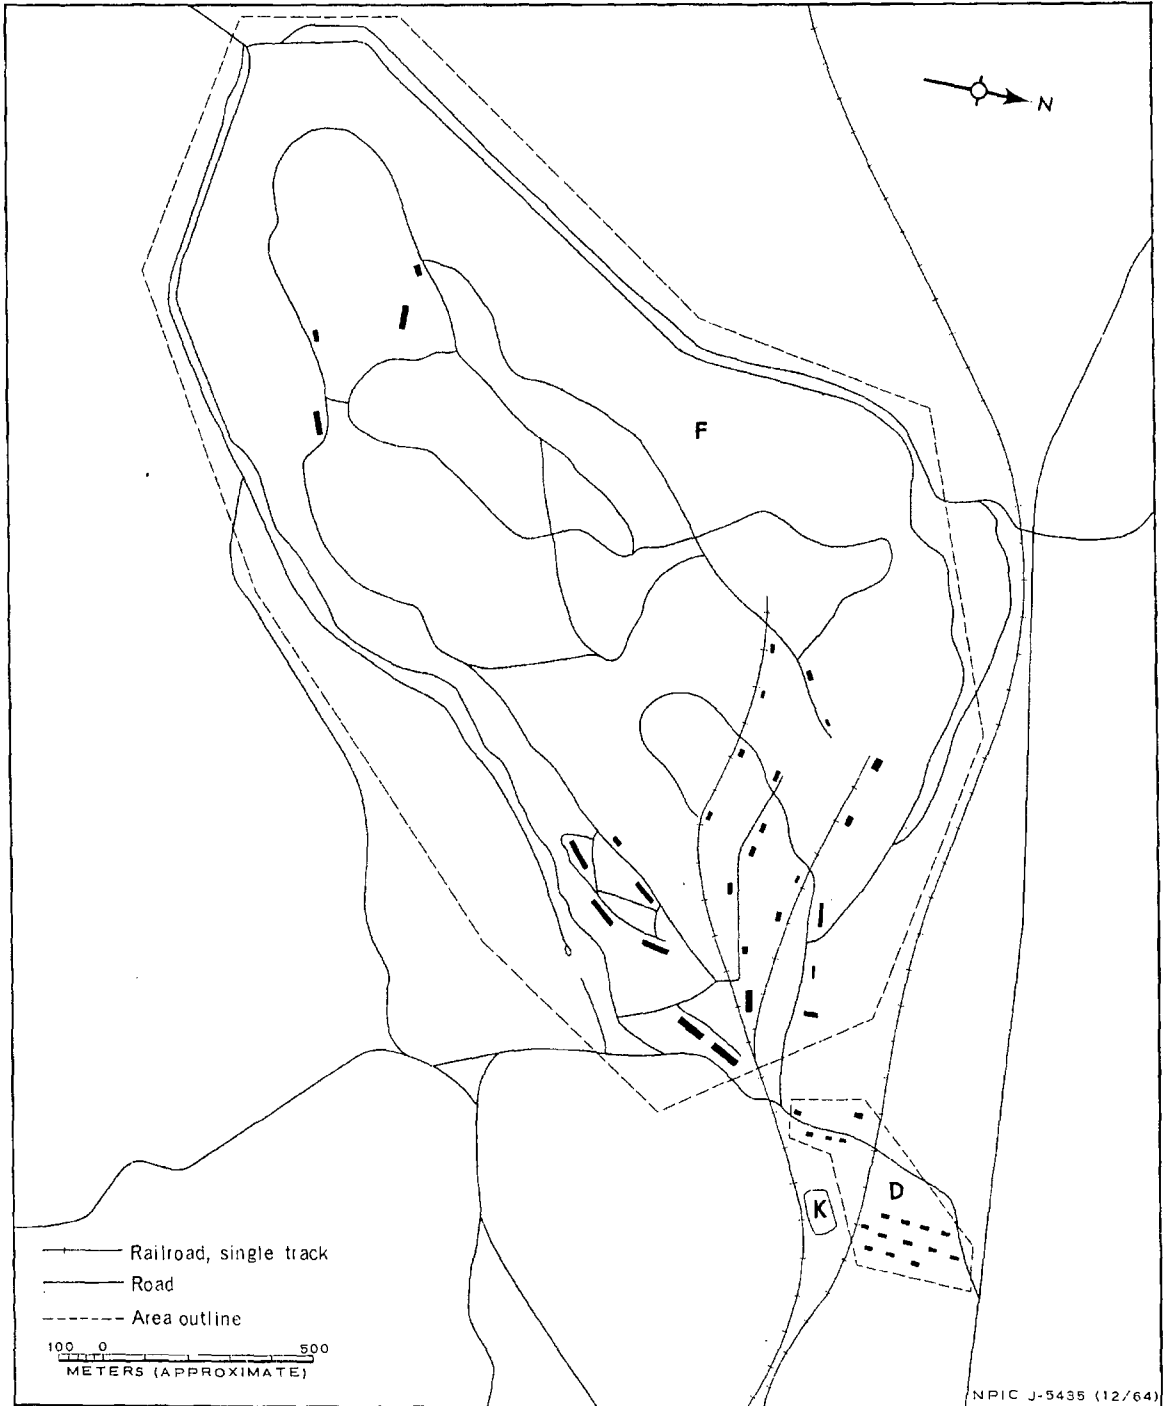 N
F
D
K
Railroad, single track
Road
Area outline
100 0 500
METERS (APPROXIMATE)
NPIC J-5435 (12/64)